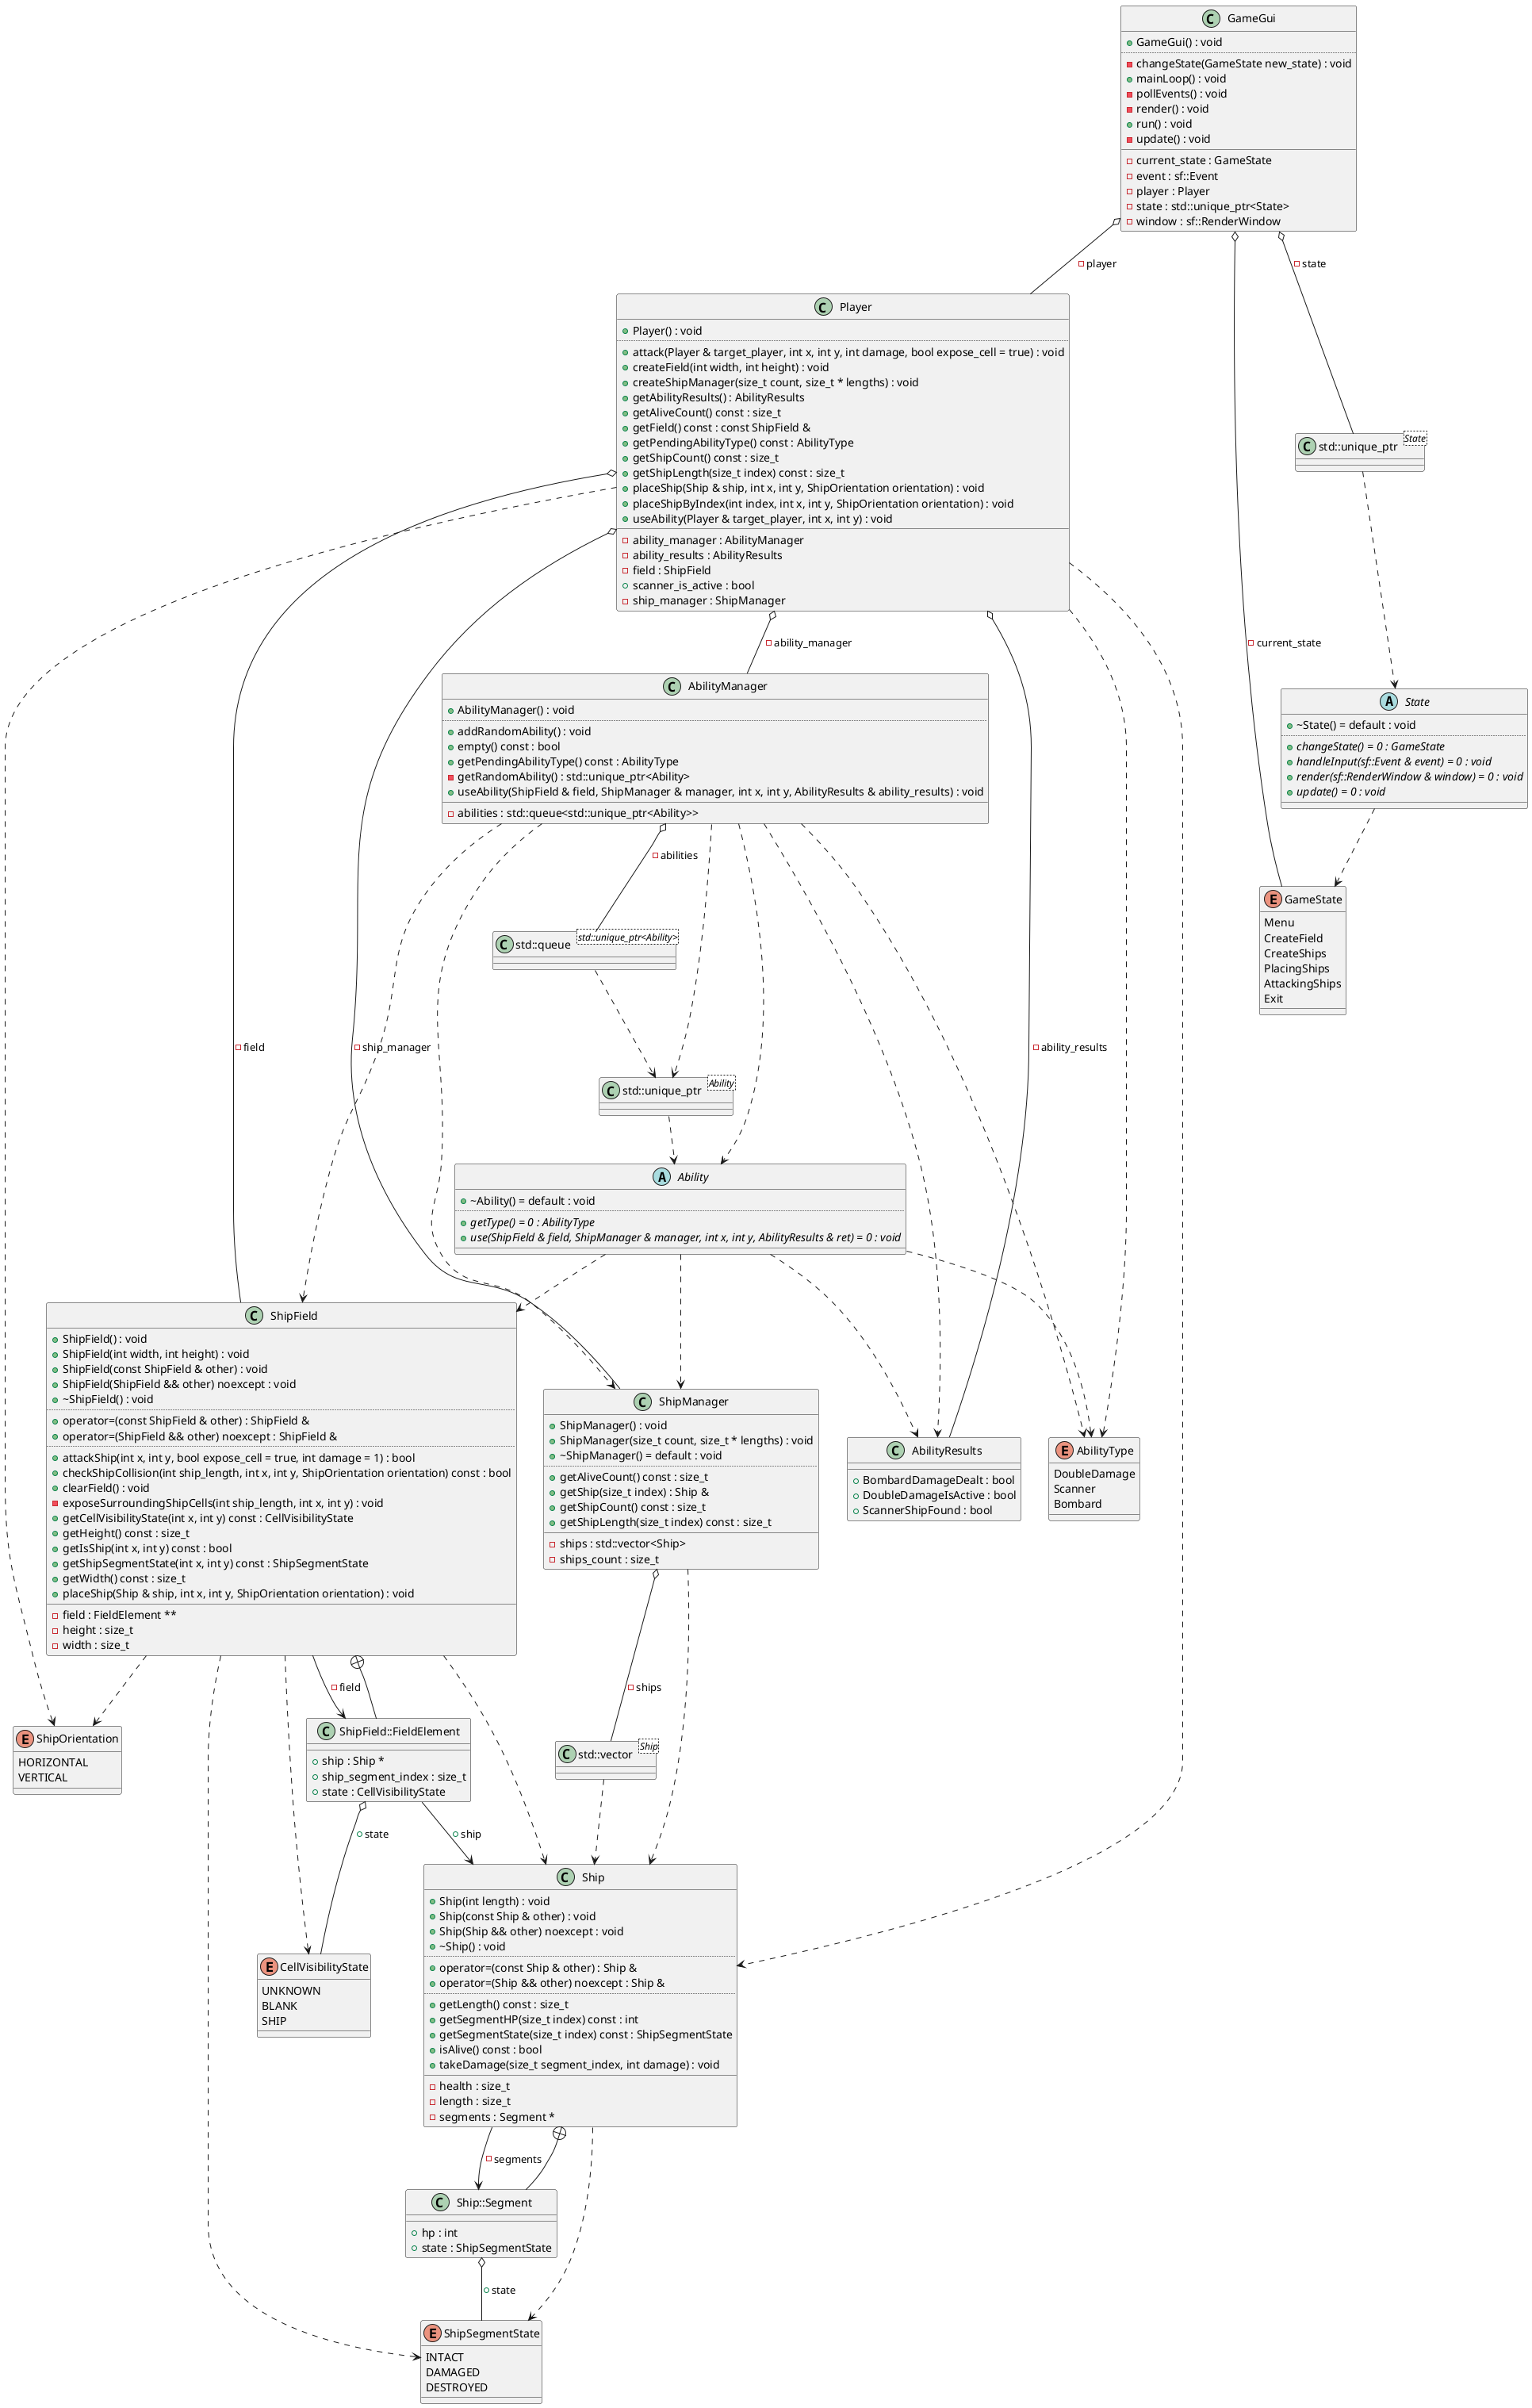 GameGui
GameGui() : void
changeState(GameState new_state) : void
mainLoop() : void
pollEvents() : void
render() : void
run() : void
update() : void
current_state : GameState
event : sf::Event
player : Player
state : std::unique_ptr<State>
window : sf::RenderWindow
player
state
Player
Player() : void
attack(Player & target_player, int x, int y, int damage, bool expose_cell = true) : void
createField(int width, int height) : void
createShipManager(size_t count, size_t * lengths) : void
getAbilityResults() : AbilityResults
getAliveCount() const : size_t
getField() const : const ShipField &
getPendingAbilityType() const : AbilityType
getShipCount() const : size_t
getShipLength(size_t index) const : size_t
placeShip(Ship & ship, int x, int y, ShipOrientation orientation) : void
placeShipByIndex(int index, int x, int y, ShipOrientation orientation) : void
useAbility(Player & target_player, int x, int y) : void
ability_manager : AbilityManager
ability_results : AbilityResults
field : ShipField
scanner_is_active : bool
ship_manager : ShipManager
std::unique_ptr
State
ability_manager
current_state
AbilityManager
AbilityManager() : void
addRandomAbility() : void
empty() const : bool
getPendingAbilityType() const : AbilityType
getRandomAbility() : std::unique_ptr<Ability>
useAbility(ShipField & field, ShipManager & manager, int x, int y, AbilityResults & ability_results) : void
abilities : std::queue<std::unique_ptr<Ability>>
State
~State() = default : void
changeState() = 0 : GameState
handleInput(sf::Event & event) = 0 : void
render(sf::RenderWindow & window) = 0 : void
update() = 0 : void
abilities
std::queue
std::unique_ptr<Ability>
GameState
Menu
CreateField
CreateShips
PlacingShips
AttackingShips
Exit
field
ship_manager
ability_results
std::unique_ptr
Ability
Ability
~Ability() = default : void
getType() = 0 : AbilityType
use(ShipField & field, ShipManager & manager, int x, int y, AbilityResults & ret) = 0 : void
ShipField
ShipField() : void
ShipField(int width, int height) : void
ShipField(const ShipField & other) : void
ShipField(ShipField && other) noexcept : void
~ShipField() : void
operator=(const ShipField & other) : ShipField &
operator=(ShipField && other) noexcept : ShipField &
attackShip(int x, int y, bool expose_cell = true, int damage = 1) : bool
checkShipCollision(int ship_length, int x, int y, ShipOrientation orientation) const : bool
clearField() : void
exposeSurroundingShipCells(int ship_length, int x, int y) : void
getCellVisibilityState(int x, int y) const : CellVisibilityState
getHeight() const : size_t
getIsShip(int x, int y) const : bool
getShipSegmentState(int x, int y) const : ShipSegmentState
getWidth() const : size_t
placeShip(Ship & ship, int x, int y, ShipOrientation orientation) : void
field : FieldElement **
height : size_t
width : size_t
ShipManager
ShipManager() : void
ShipManager(size_t count, size_t * lengths) : void
~ShipManager() = default : void
getAliveCount() const : size_t
getShip(size_t index) : Ship &
getShipCount() const : size_t
getShipLength(size_t index) const : size_t
ships : std::vector<Ship>
ships_count : size_t
AbilityResults
BombardDamageDealt : bool
DoubleDamageIsActive : bool
ScannerShipFound : bool
AbilityType
DoubleDamage
Scanner
Bombard
field
ships
ShipOrientation
HORIZONTAL
VERTICAL
ShipField::FieldElement
ship : Ship *
ship_segment_index : size_t
state : CellVisibilityState
std::vector
Ship
state
ship
CellVisibilityState
UNKNOWN
BLANK
SHIP
Ship
Ship(int length) : void
Ship(const Ship & other) : void
Ship(Ship && other) noexcept : void
~Ship() : void
operator=(const Ship & other) : Ship &
operator=(Ship && other) noexcept : Ship &
getLength() const : size_t
getSegmentHP(size_t index) const : int
getSegmentState(size_t index) const : ShipSegmentState
isAlive() const : bool
takeDamage(size_t segment_index, int damage) : void
health : size_t
length : size_t
segments : Segment *
segments
Ship::Segment
hp : int
state : ShipSegmentState
state
ShipSegmentState
INTACT
DAMAGED
DESTROYED